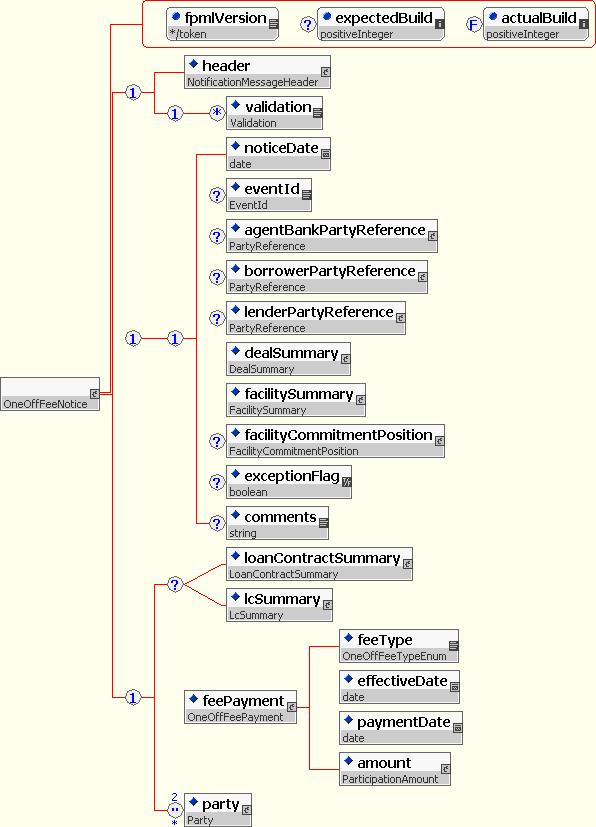 fpmlVersion
*/token
? expectedBuild
positiveInteger
F actualBuild
positiveInteger
header
NotificationMessageHeader
1
1
* validation
Validation
noticeDate
date
? eventId
EventId
? agentBankPartyReference
PartyReference
? borrowerPartyReference
PartyReference
? lenderPartyReference
PartyReference
1
1
dealSummary
DealSummary
OneOffFeeNotice
facilitySummary
FacilitySummary
? facilityCommitmentPosition
FacilityCommitmentPosition
? exceptionFlag
boolean
? comments
string
loanContractSummary
LoanContractSummary
?
lcSummary
LcSummary
feeType
OneOffFeeTypeEnum
effectiveDate
date
1
feePayment
OneOffFeePayment
paymentDate
date
amount
ParticipationAmount
2
..
*
party
Party